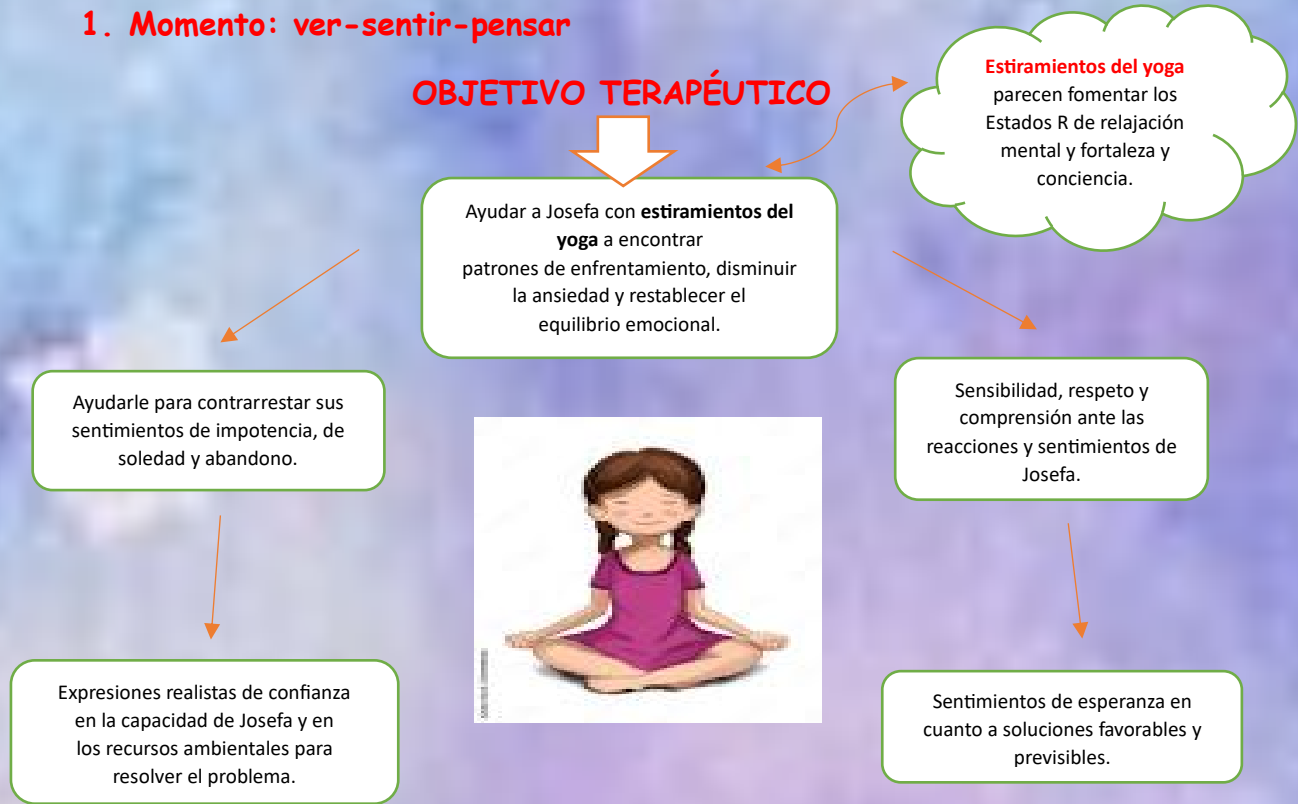 1. Momento: ver-sentir-pensar
OBJETIVO TERAPÉUTICO
Estiramientos del yoga
parecen fomentar los
Estados R de relajación
mental y fortaleza y
conciencia.
Ayudar a Josefa con estiramientos del
yoga a encontrar
patrones de enfrentamiento, disminuir
la ansiedad y restablecer el
equilibrio emocional.
Ayudarle para contrarrestar sus
sentimientos de impotencia, de
soledad y abandono.
Sensibilidad, respeto y
comprensión ante las
reacciones y sentimientos de
Josefa.
Expresiones realistas de confianza
en la capacidad de Josefa y en
los recursos ambientales para
resolver el problema.
Sentimientos de esperanza en
cuanto a soluciones favorables y
previsibles.